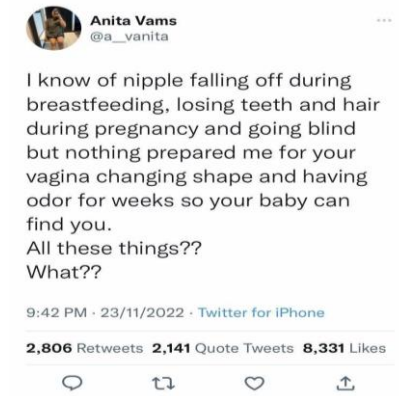 Anita Vams
@a__vanita
I know of nipple falling off during
breastfeeding, losing teeth and hair
during pregnancy and going blind
but nothing prepared me for your
vagina changing shape and having
odor for weeks so your baby can
find you.
All these things??
What??
9:42 PM · 23/11/2022 · Twitter for iPhone
2,806 Retweets 2,141 Quote Tweets 8,331 Likes